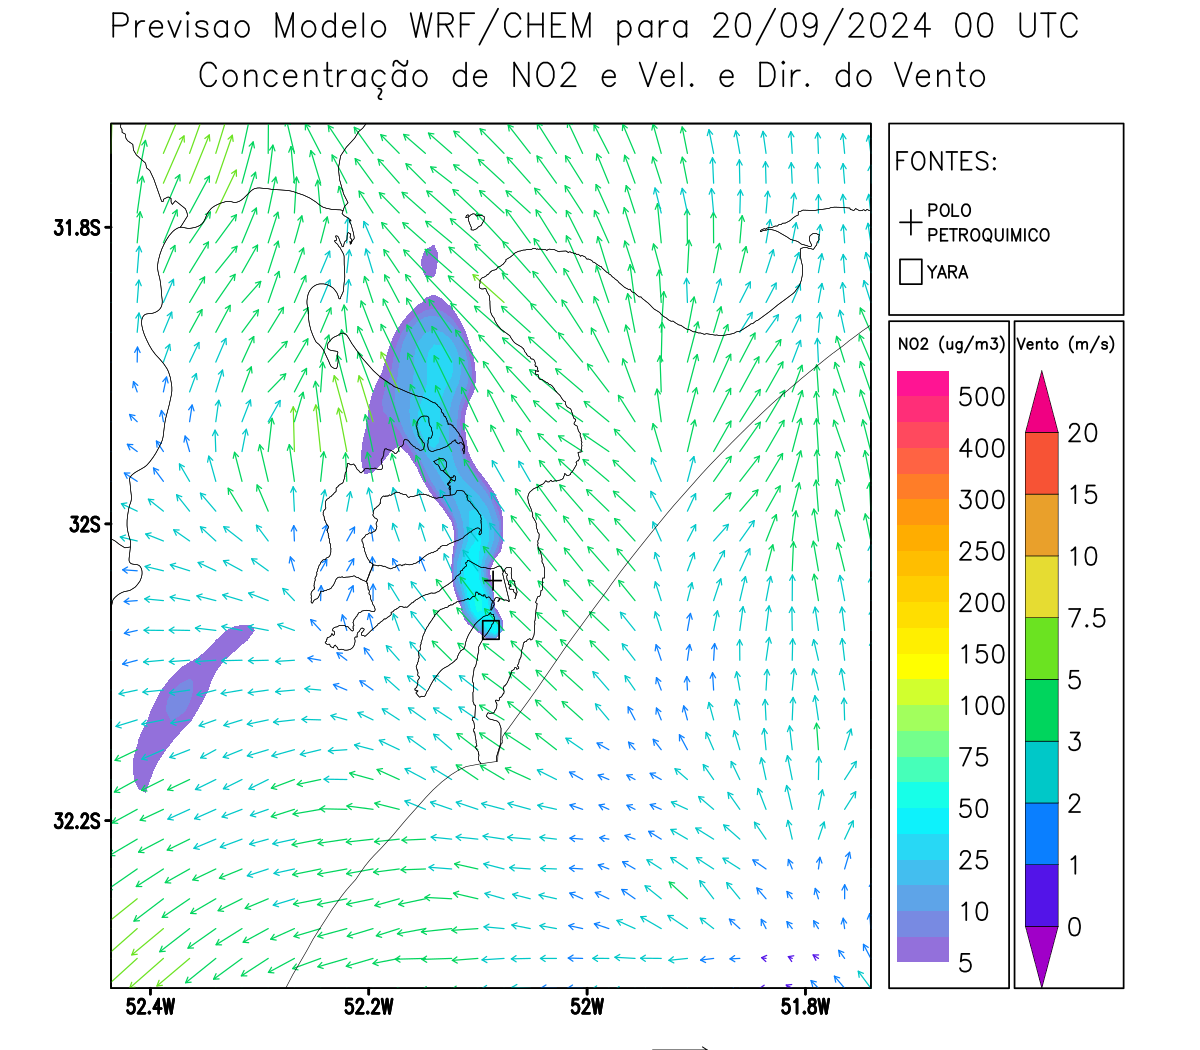 Previsao Modelo WRF/CHEM para 20/09/2024 00 UTC
Concentração de NO2 e Vel. e Dir. do Vento
FONTES:
POLO
PETROQUIMICO
YARA
NO2 (ug/m3)
500
400
300
250
200
150
100
75
50
25
10
5
Vento (m/s)
20
15
10
7.5
5
3
2
1
0
31.8S
32S
32.2S
52.4W
52.2W
52W
51.8W